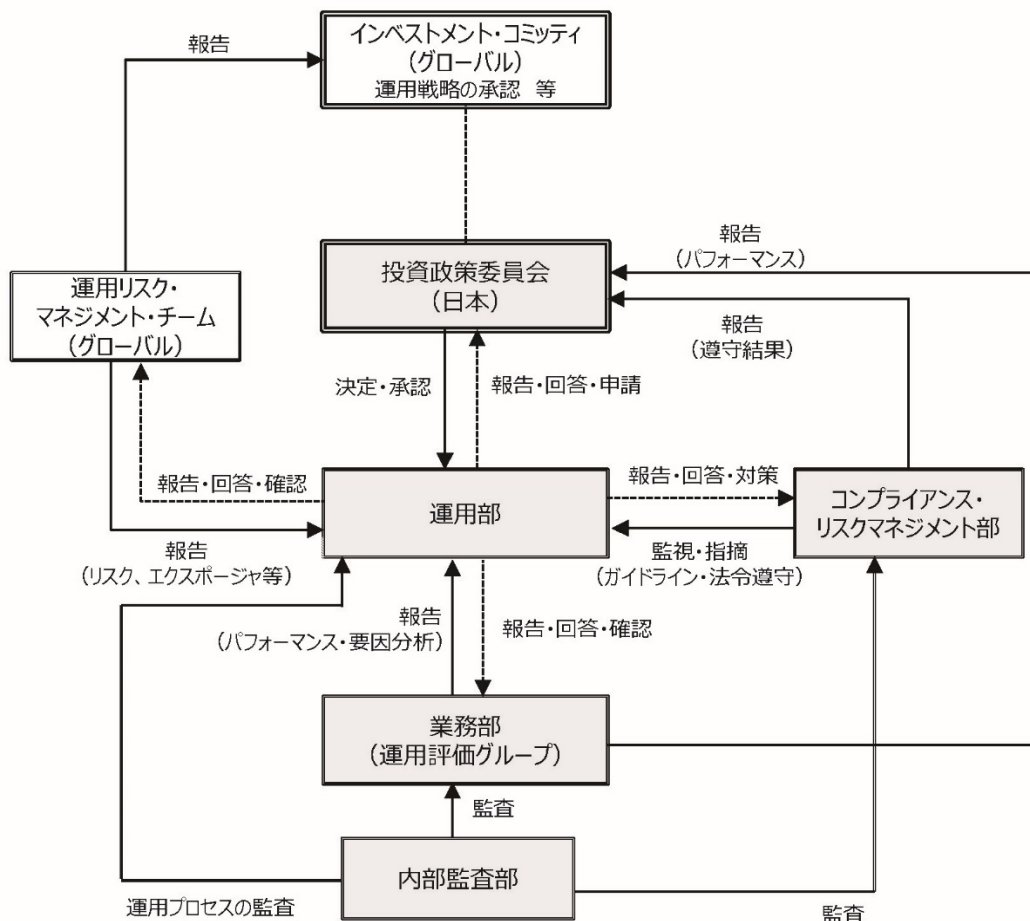 報告
インベストメント・コミッティ
(グローバル)
運用戦略の承認 等
報告
(パフォーマンス)
投資政策委員会
(日本)
運用リスク・
マネジメント・チーム
(グローバル)
報告
(遵守結果)
決定・承認
報告・回答・申請
報告・回答・確認
運用部
報告・回答・対策
コンプライアンス・
リスクマネジメント部
報告
(リスク、エクスポージャ等)
監視・指摘
(ガイドライン・法令遵守)
報告
(パフォーマンス・要因分析)
報告・回答・確認
業務部
(運用評価グループ)
監査
内部監査部
運用プロセスの監査
監査